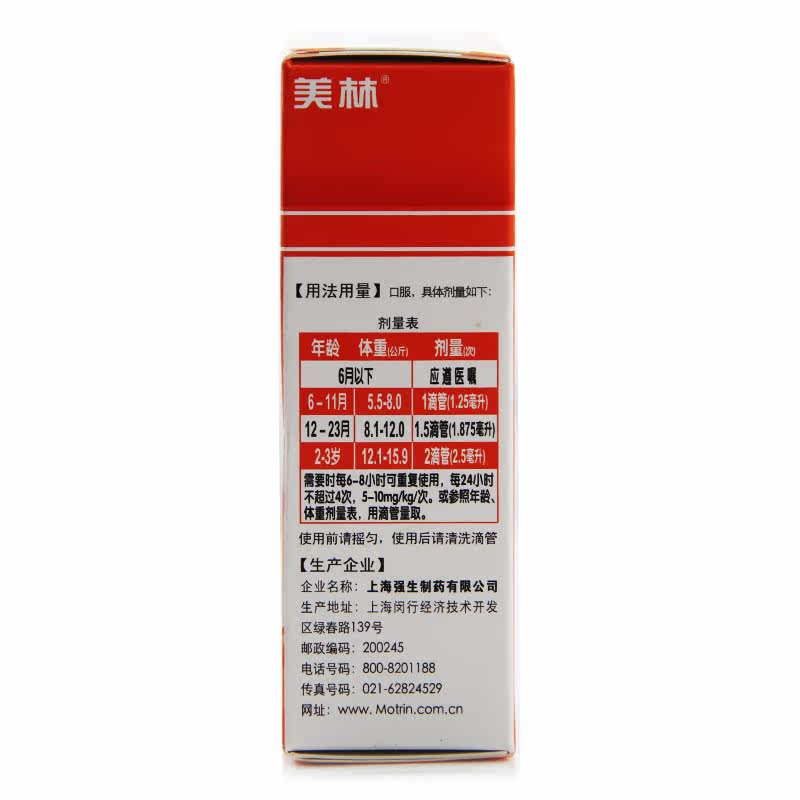 美林®
【用法用量】口服，具体剂量如下：
剂量表
年龄 体重(公斤) 剂量(次)
6月以下 应遵医嘱
6－11月 5.5-8.0 1滴管(1.25毫升)
12－23月 8.1-12.0 1.5滴管(1.875毫升)
2-3岁 12.1-15.9 2滴管(2.5毫升)
需要时每6-8小时可重复使用，每24小时
不超过4次，5-10mg/kg/次。或参照年龄、
体重剂量表，用滴管量取。
使用前请摇匀，使用后请清洗滴管
【生产企业】
企业名称：上海强生制药有限公司
生产地址：上海闵行经济技术开发
区绿春路139号
邮政编码：200245
电话号码：800-8201188
传真号码：021-62824529
网址：www. Motrin.com.cn